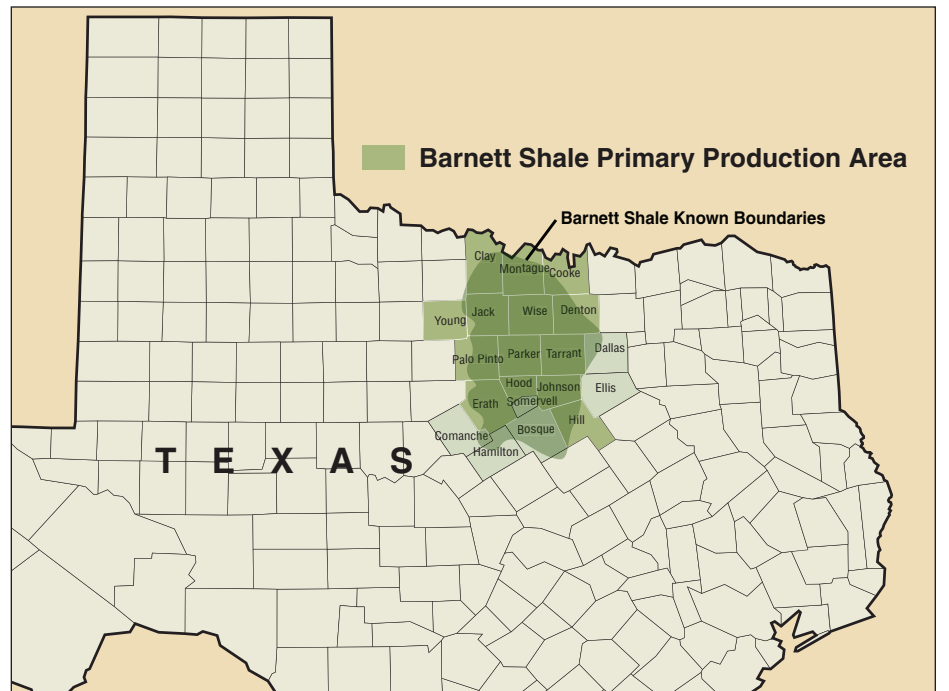 Barnett Shale Primary Production Area
Barnett Shale Known Boundaries
Clay
Montague
Cooke
Young
Jack
Wise
Denton
Palo Pinto
Parker
Tarrant
Dallas
Hood
Johnson
Ellis
Erath
Somervell
Hill
Comanche
Bosque
Hamilton
TEXAS